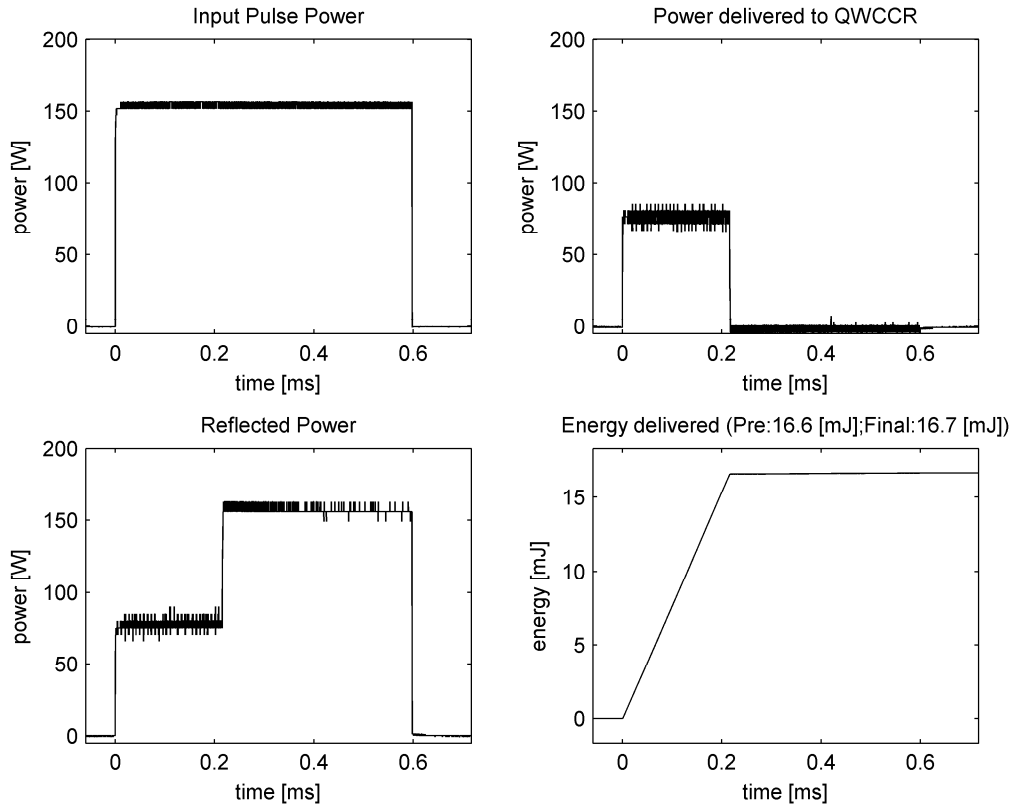 Input Pulse Power
200
150
100
50
0
power [W]
0 0.2 0.4 0.6
time [ms]
Power delivered to QWCCR
200
150
100
50
0
power [W]
0 0.2 0.4 0.6
time [ms]
Reflected Power
200
150
100
50
0
power [W]
0 0.2 0.4 0.6
time [ms]
Energy delivered (Pre:16.6 [mJ];Final:16.7 [mJ])
15
10
5
0
energy [mJ]
0 0.2 0.4 0.6
time [ms]